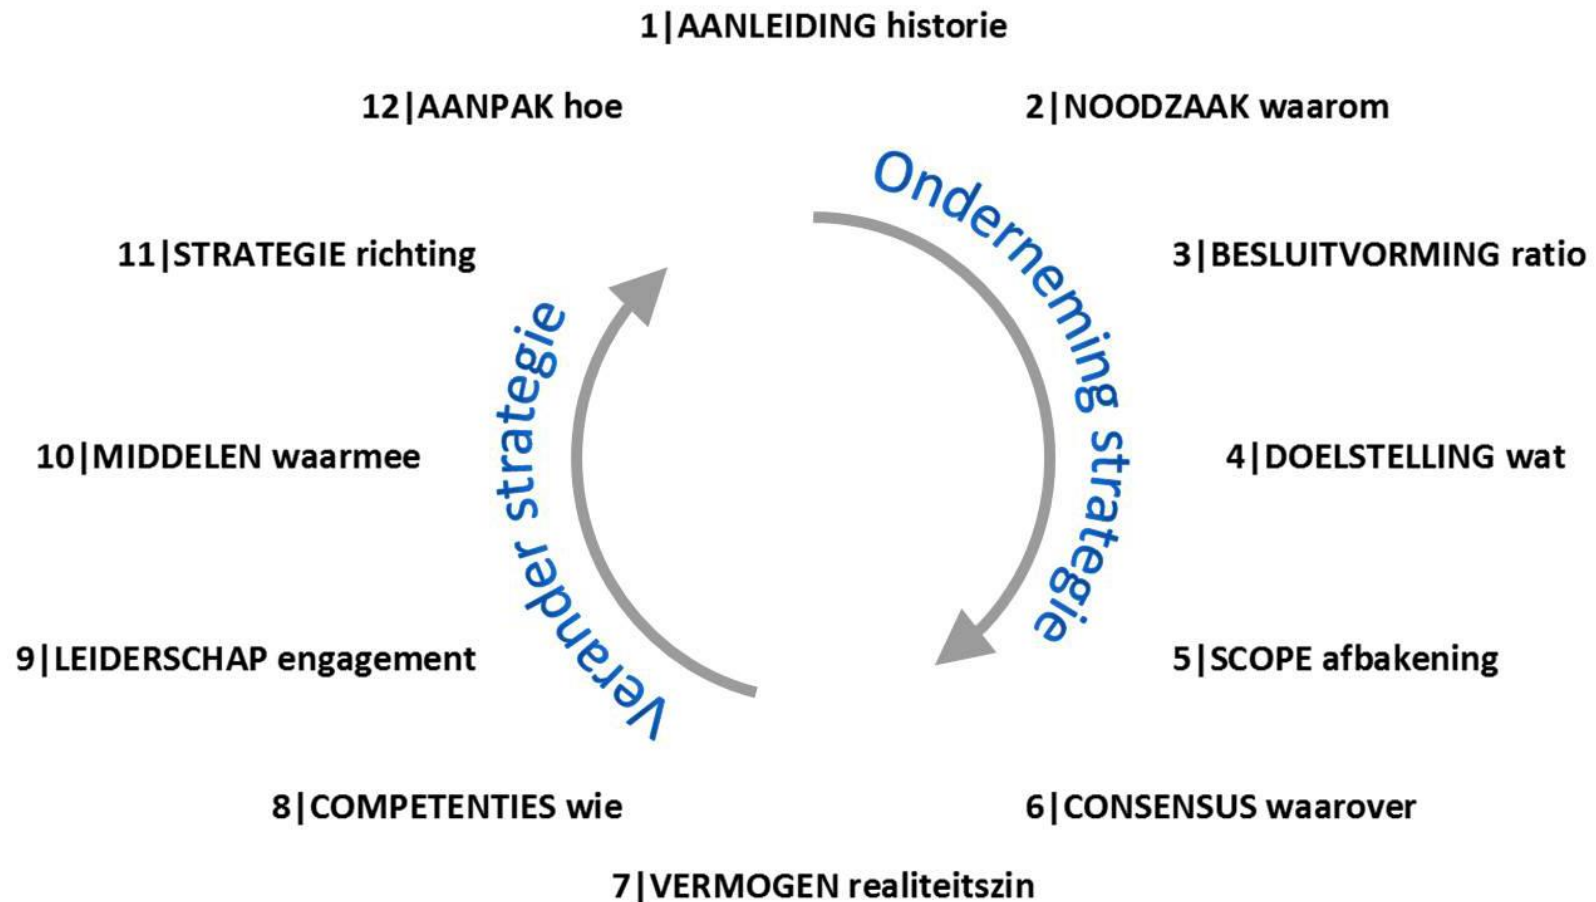 1|AANLEIDING historie
2|NOODZAAK waarom
3|BESLUITVORMING ratio
4|DOELSTELLING wat
5|SCOPE afbakening
6|CONSENSUS waarover
7|VERMOGEN realiteitszin
8|COMPETENTIES wie
9|LEIDERSCHAP engagement
10|MIDDELEN waarmee
11|STRATEGIE richting
12|AANPAK hoe
Onderneming strategie
Verander strategie